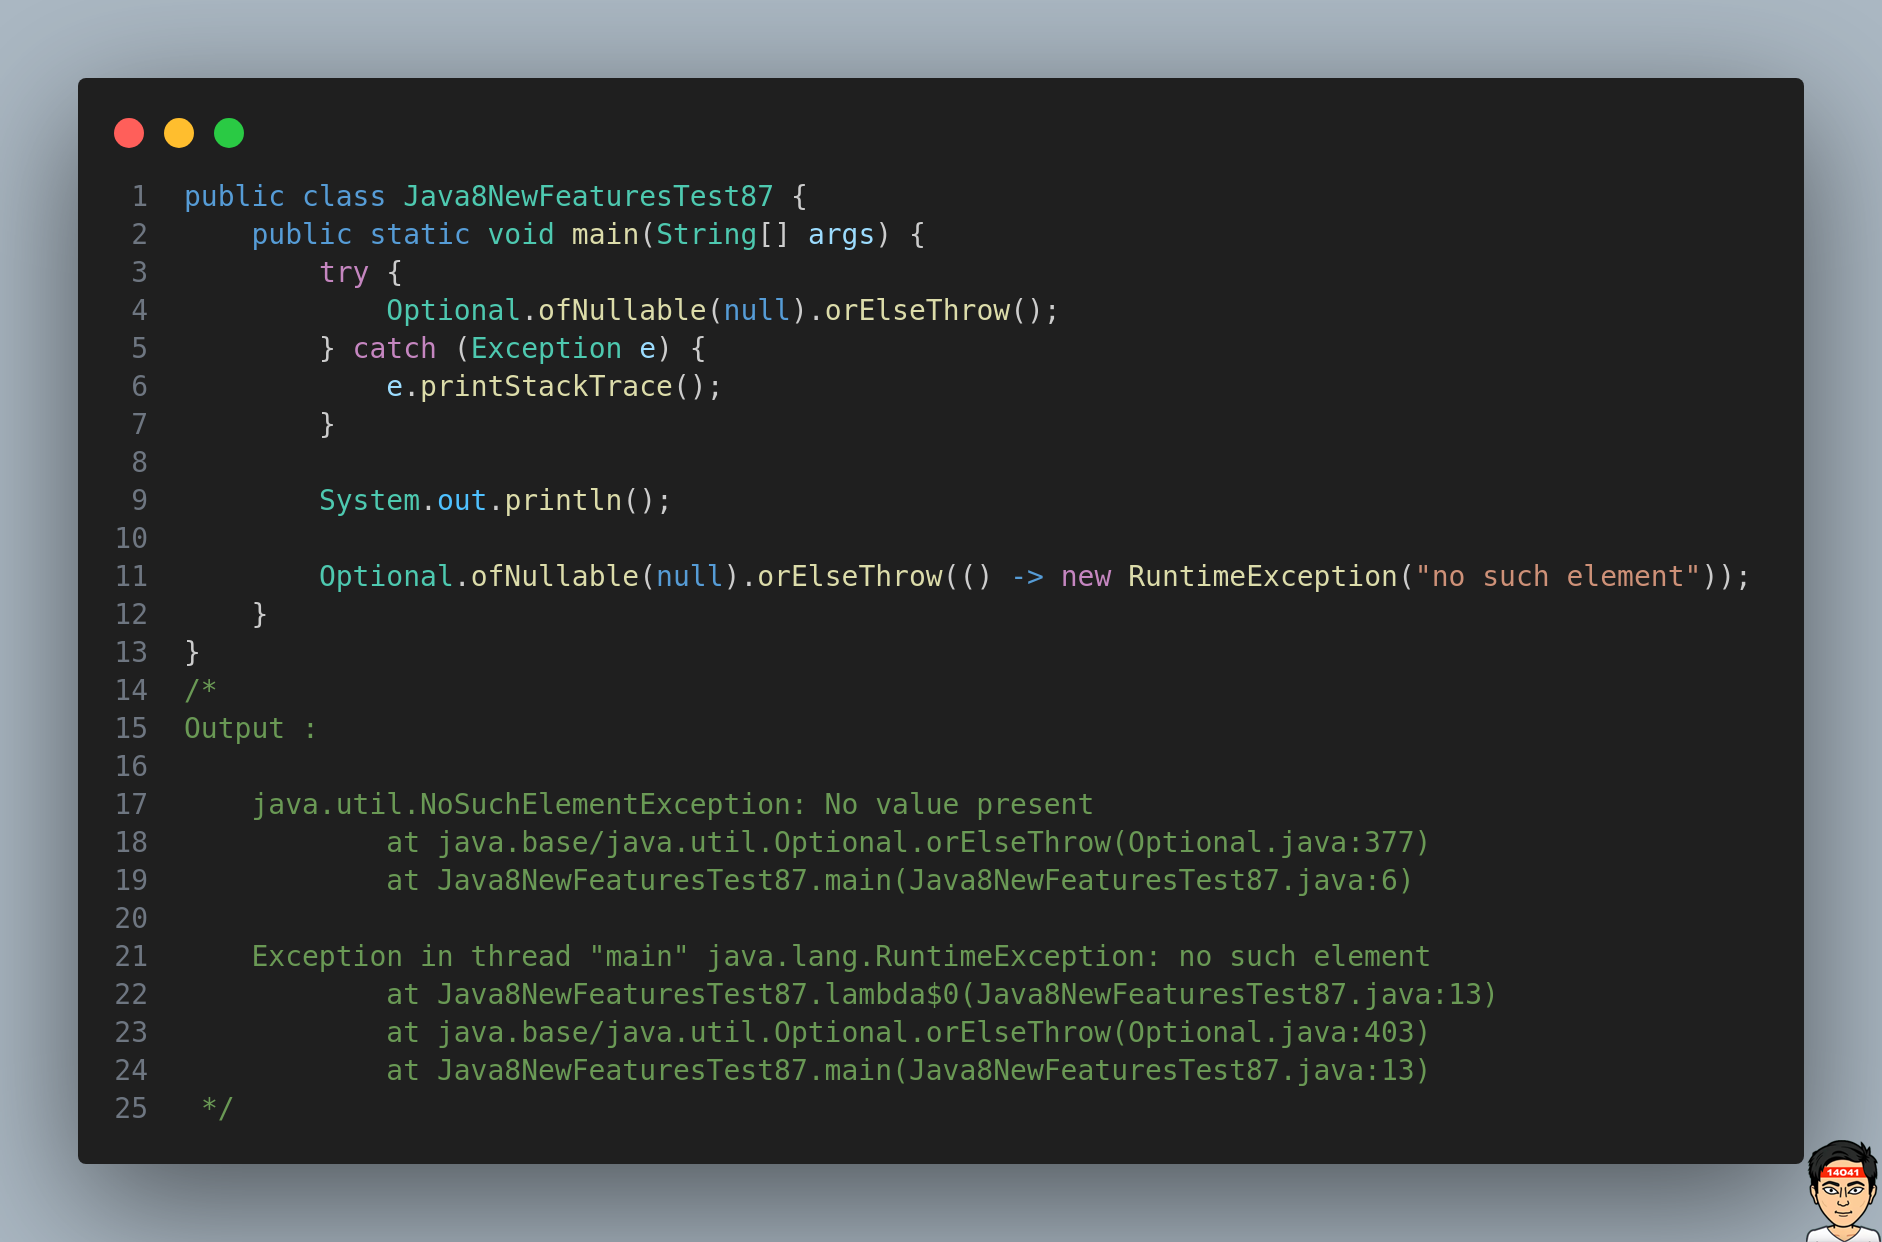 1 public class Java8NewFeaturesTest87 {
2     public static void main(String[] args) {
3         try {
4             Optional.ofNullable(null).orElseThrow();
5         } catch (Exception e) {
6             e.printStackTrace();
7         }
8
9         System.out.println();
10
11         Optional.ofNullable(null).orElseThrow(() -> new RuntimeException("no such element"));
12     }
13 }
14 /*
15 Output :
16
17     java.util.NoSuchElementException: No value present
18             at java.base/java.util.Optional.orElseThrow(Optional.java:377)
19             at Java8NewFeaturesTest87.main(Java8NewFeaturesTest87.java:6)
20
21     Exception in thread "main" java.lang.RuntimeException: no such element
22             at Java8NewFeaturesTest87.lambda$0(Java8NewFeaturesTest87.java:13)
23             at java.base/java.util.Optional.orElseThrow(Optional.java:403)
24             at Java8NewFeaturesTest87.main(Java8NewFeaturesTest87.java:13)
25  */
14041